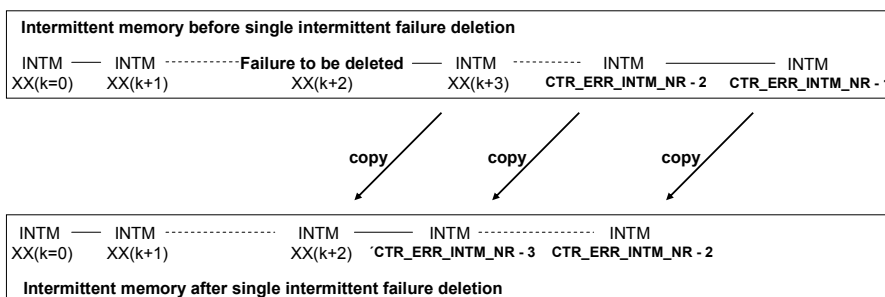 Intermittent memory before single intermittent failure deletion
INTM INTM Failure to be deleted INTM INTM INTM
XX(k=0) XX(k+1) XX(k+2) XX(k+3) CTR_ERR_INTM_NR - 2 CTR_ERR_INTM_NR - 1
copy copy copy
INTM INTM INTM INTM INTM
XX(k=0) XX(k+1) XX(k+2) ´CTR_ERR_INTM_NR - 3 CTR_ERR_INTM_NR - 2
Intermittent memory after single intermittent failure deletion